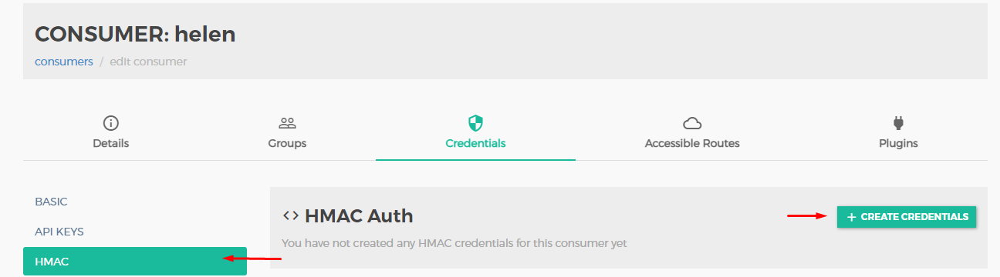 CONSUMER: helen
consumers / edit consumer
Details
Groups
Credentials
Accessible Routes
Plugins
BASIC
API KEYS
HMAC
<> HMAC Auth
+ CREATE CREDENTIALS
You have not created any HMAC credentials for this consumer yet